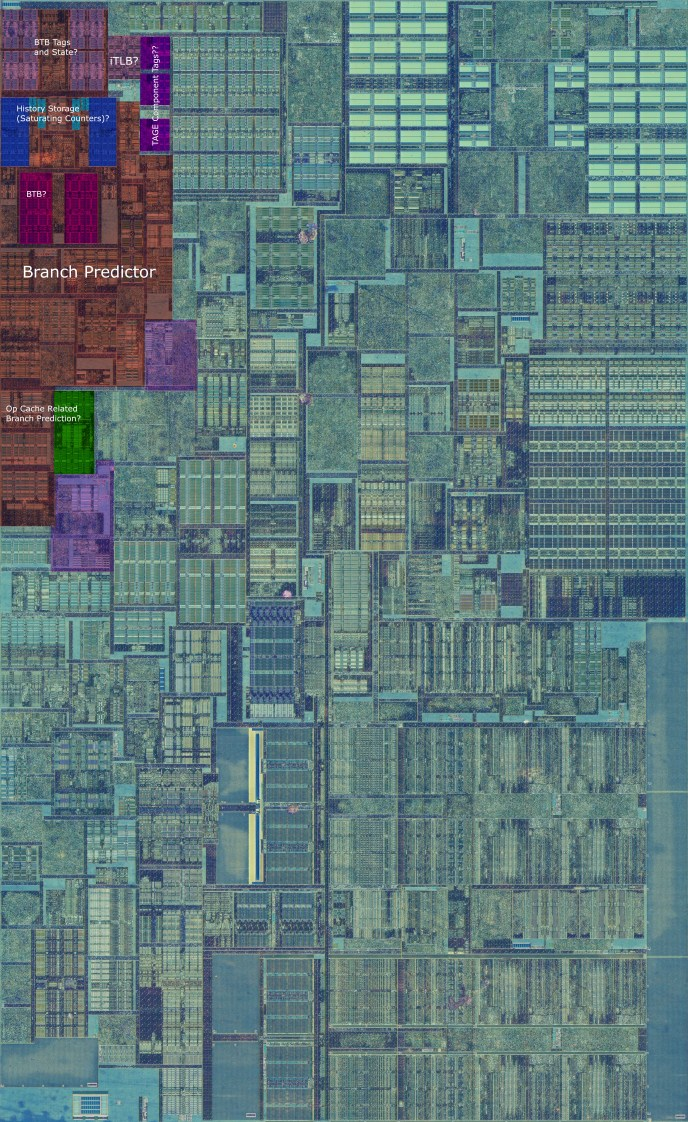 BTB Tags
and State?
iTLB?
TAGE Component Tags??
History Storage
(Saturating Counters)?
BTB?
Branch Predictor
Op Cache Related
Branch Prediction?